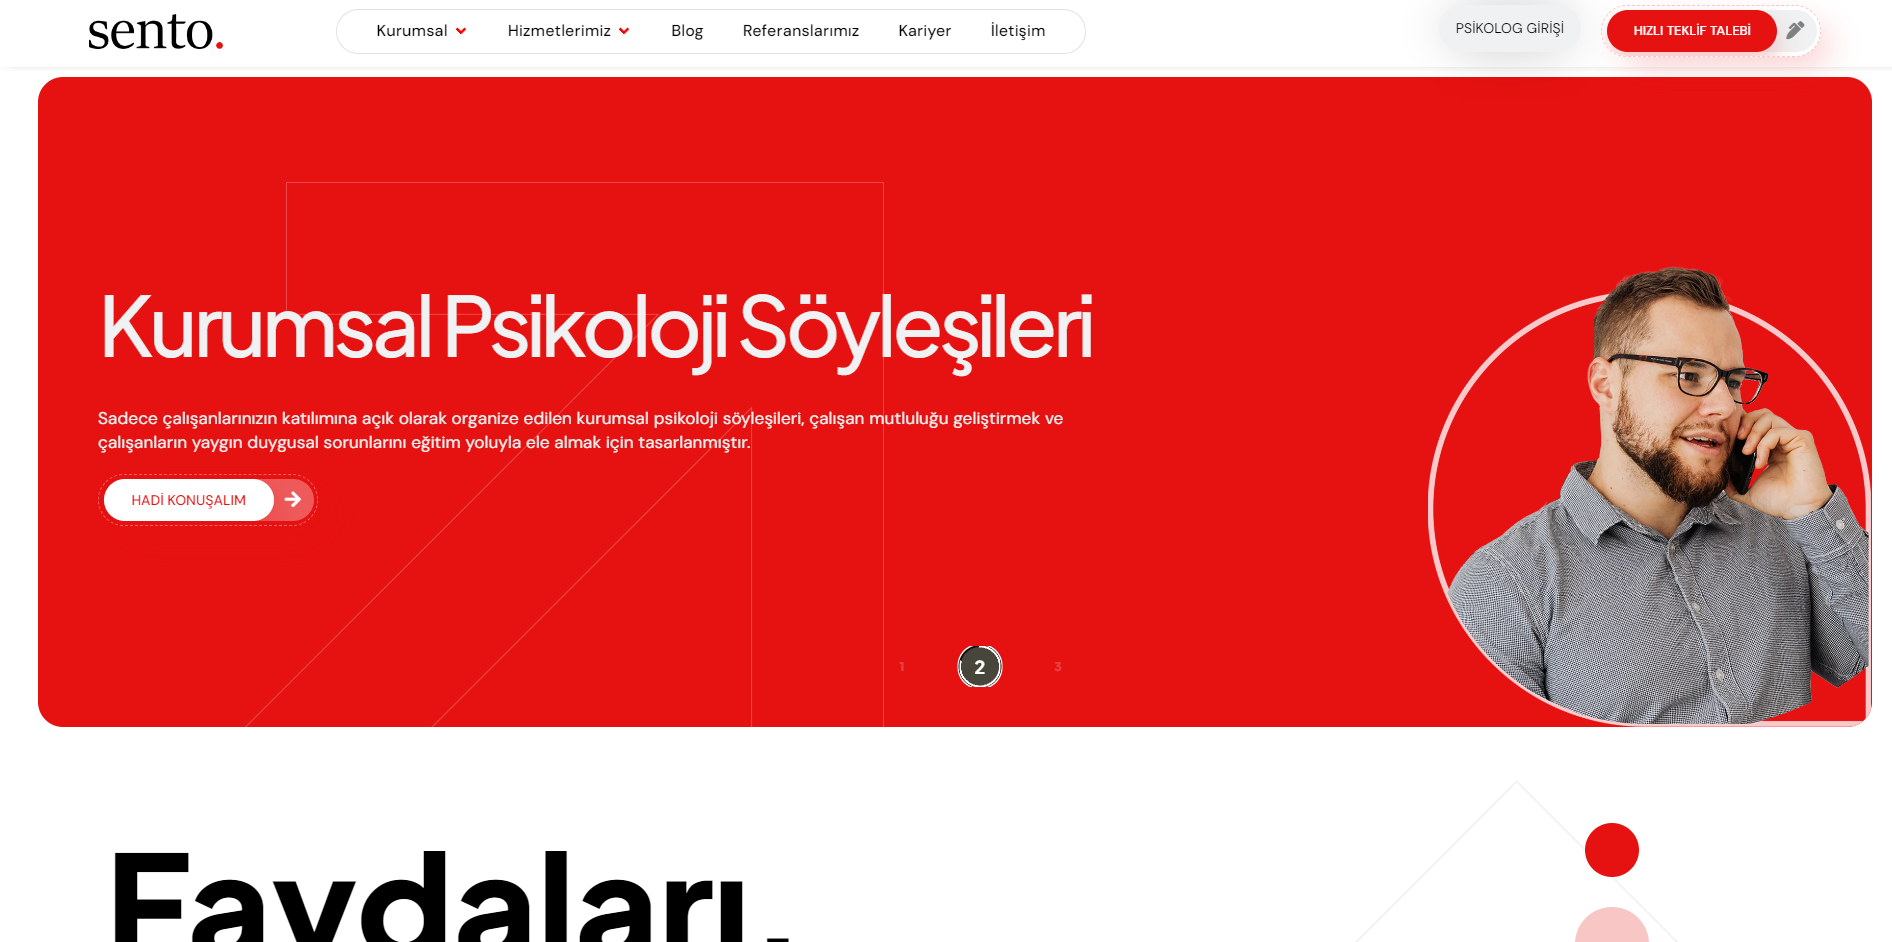 sento.
Kurumsal Hizmetlerimiz Blog Referanslarımız Kariyer İletişim
PSİKOLOG GİRİŞİ
HIZLI TEKLİF TALEBİ
Kurumsal Psikoloji Söyleşileri
Sadece çalışanlarınızın katılımına açık olarak organize edilen kurumsal psikoloji söyleşileri, çalışan mutluluğu geliştirmek ve
çalışanların yaygın duygusal sorunlarını eğitim yoluyla ele almak için tasarlanmıştır.
HADİ KONUŞALIM
1 2 3
Faydaları.